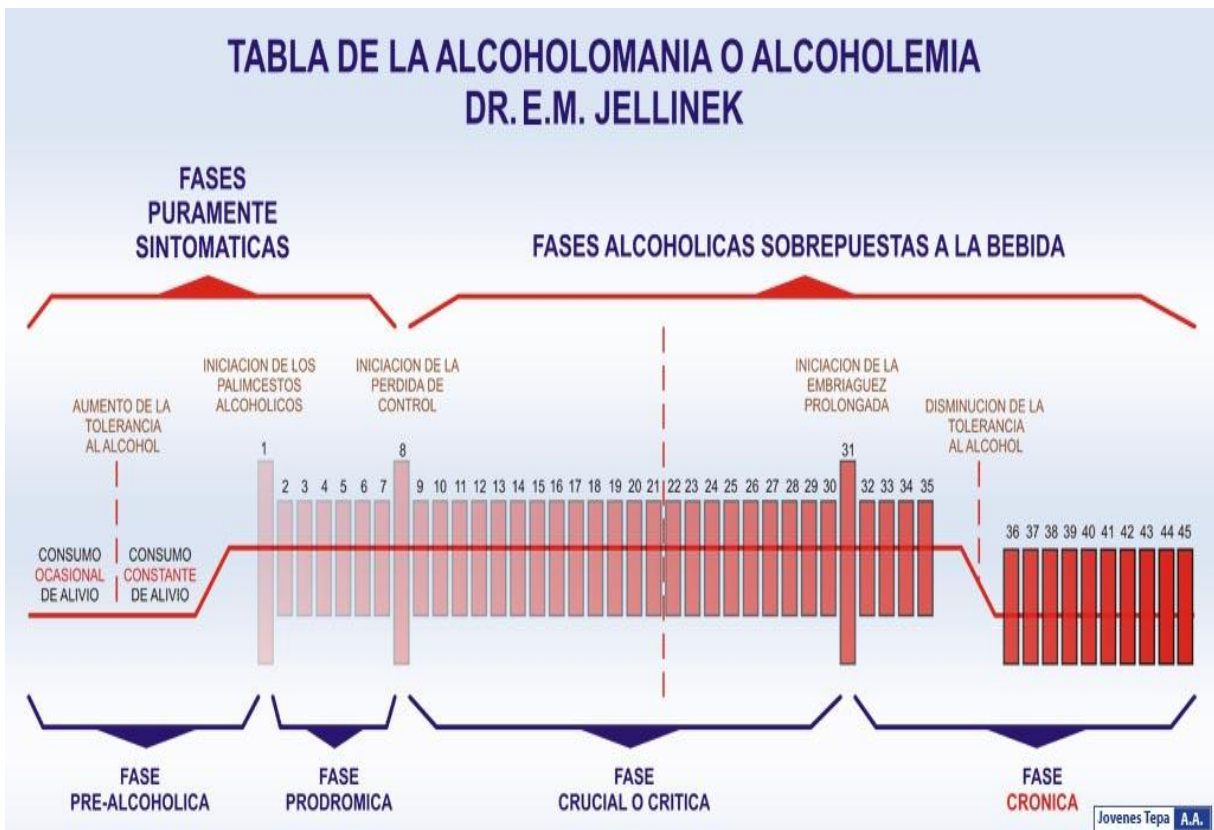 TABLA DE LA ALCOHOLOMANIA O ALCOHOLEMIA
DR. E.M. JELLINEK
FASES
PURAMENTE
SINTOMATICAS
FASES ALCOHOLICAS SOBREPUESTAS A LA BEBIDA
AUMENTO DE LA
TOLERANCIA
AL ALCOHOL
INICIACION DE LOS
PALIMCESTOS
ALCOHOLICOS
INICIACION DE LA
PERDIDA DE
CONTROL
INICIACION DE LA
EMBRIAGUEZ
PROLONGADA
DISMINUCION DE LA
TOLERANCIA
AL ALCOHOL
CONSUMO
OCASIONAL
DE ALIVIO
CONSUMO
CONSTANTE
DE ALIVIO
1
2 3 4 5 6 7
8
9 10 11 12 13 14 15 16 17 18 19 20 21 22 23 24 25 26 27 28 29 30
31
32 33 34 35
36 37 38 39 40 41 42 43 44 45
FASE
PRE-ALCOHOLICA
FASE
PRODROMICA
FASE
CRUCIAL O CRITICA
FASE
CRONICA
Jovenes Tepa A.A.